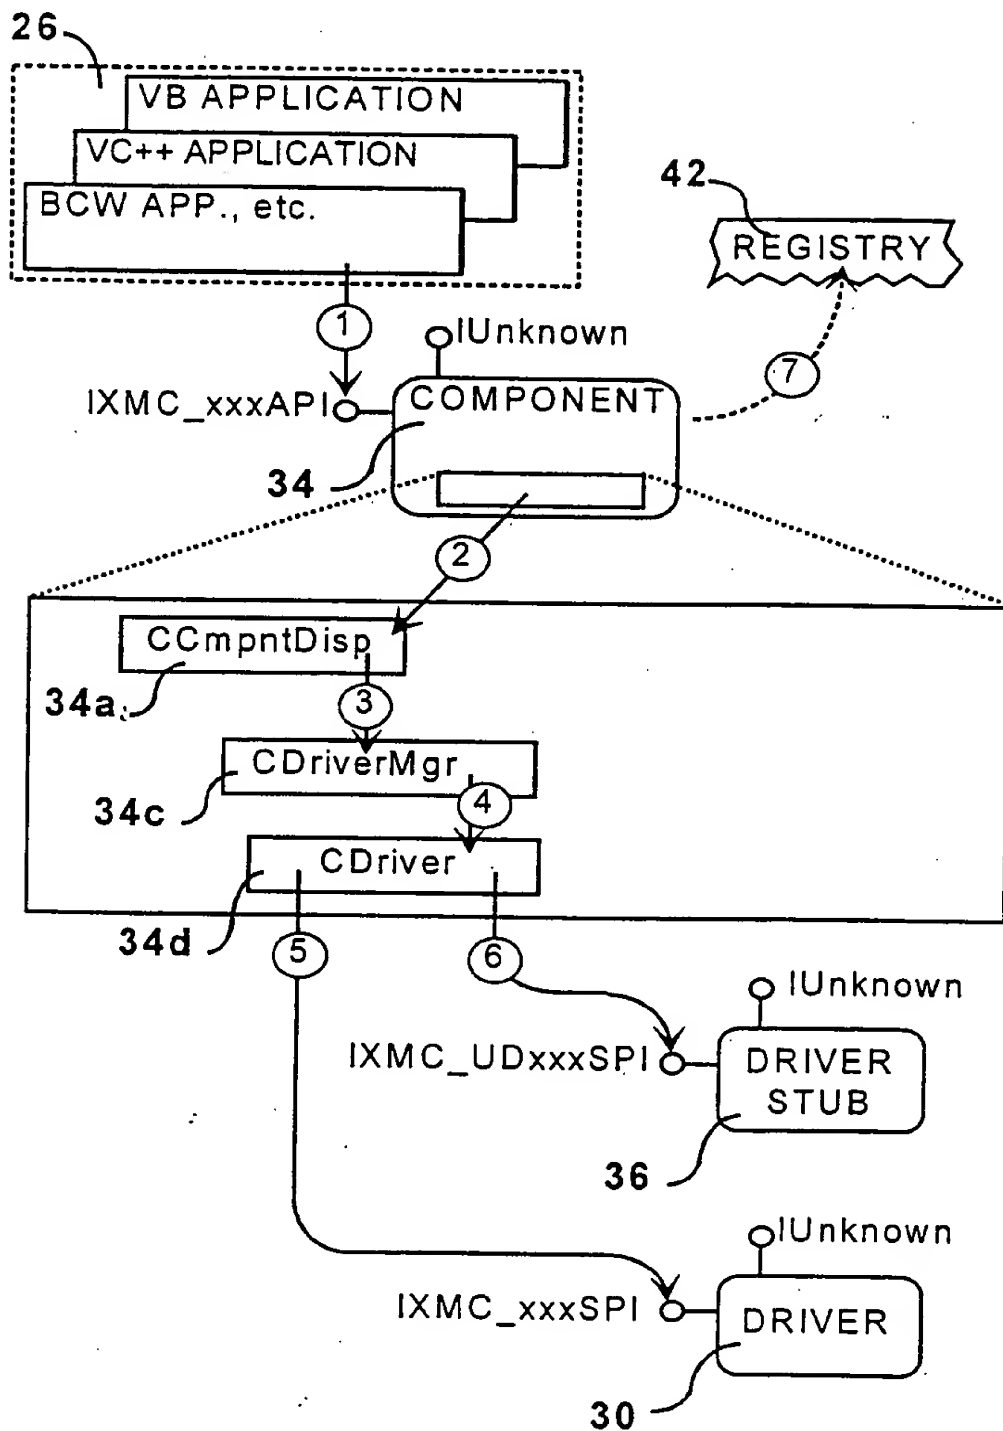 26
VB APPLICATION
VC++ APPLICATION
BCW APP., etc.
42
REGISTRY
1
IUnknown
7
IXMC_xxxAPI
COMPONENT
34
2
CCmpntDisp
34a
3
CDriverMgr
34c
4
CDriver
34d
5
6
IUnknown
IXMC_UDxxxSPI
DRIVER
STUB
36
IUnknown
IXMC_xxxSPI
DRIVER
30